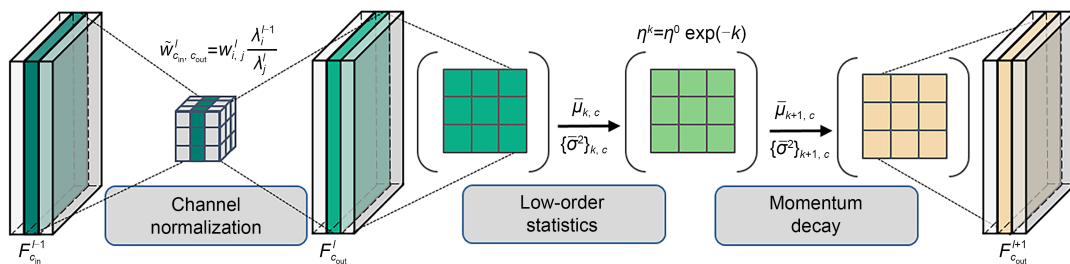 w̃^l_{c_in, c_out}=w^l_{i, j} λ^{l−1}_i/λ^l_j
η^k=η^0 exp(−k)
μ̄_{k, c}
{σ̄²}_{k, c}
μ̄_{k+1, c}
{σ̄²}_{k+1, c}
Channel
normalization
Low-order
statistics
Momentum
decay
F^{l−1}_{c_in}
F^l_{c_out}
F^{l+1}_{c_out}